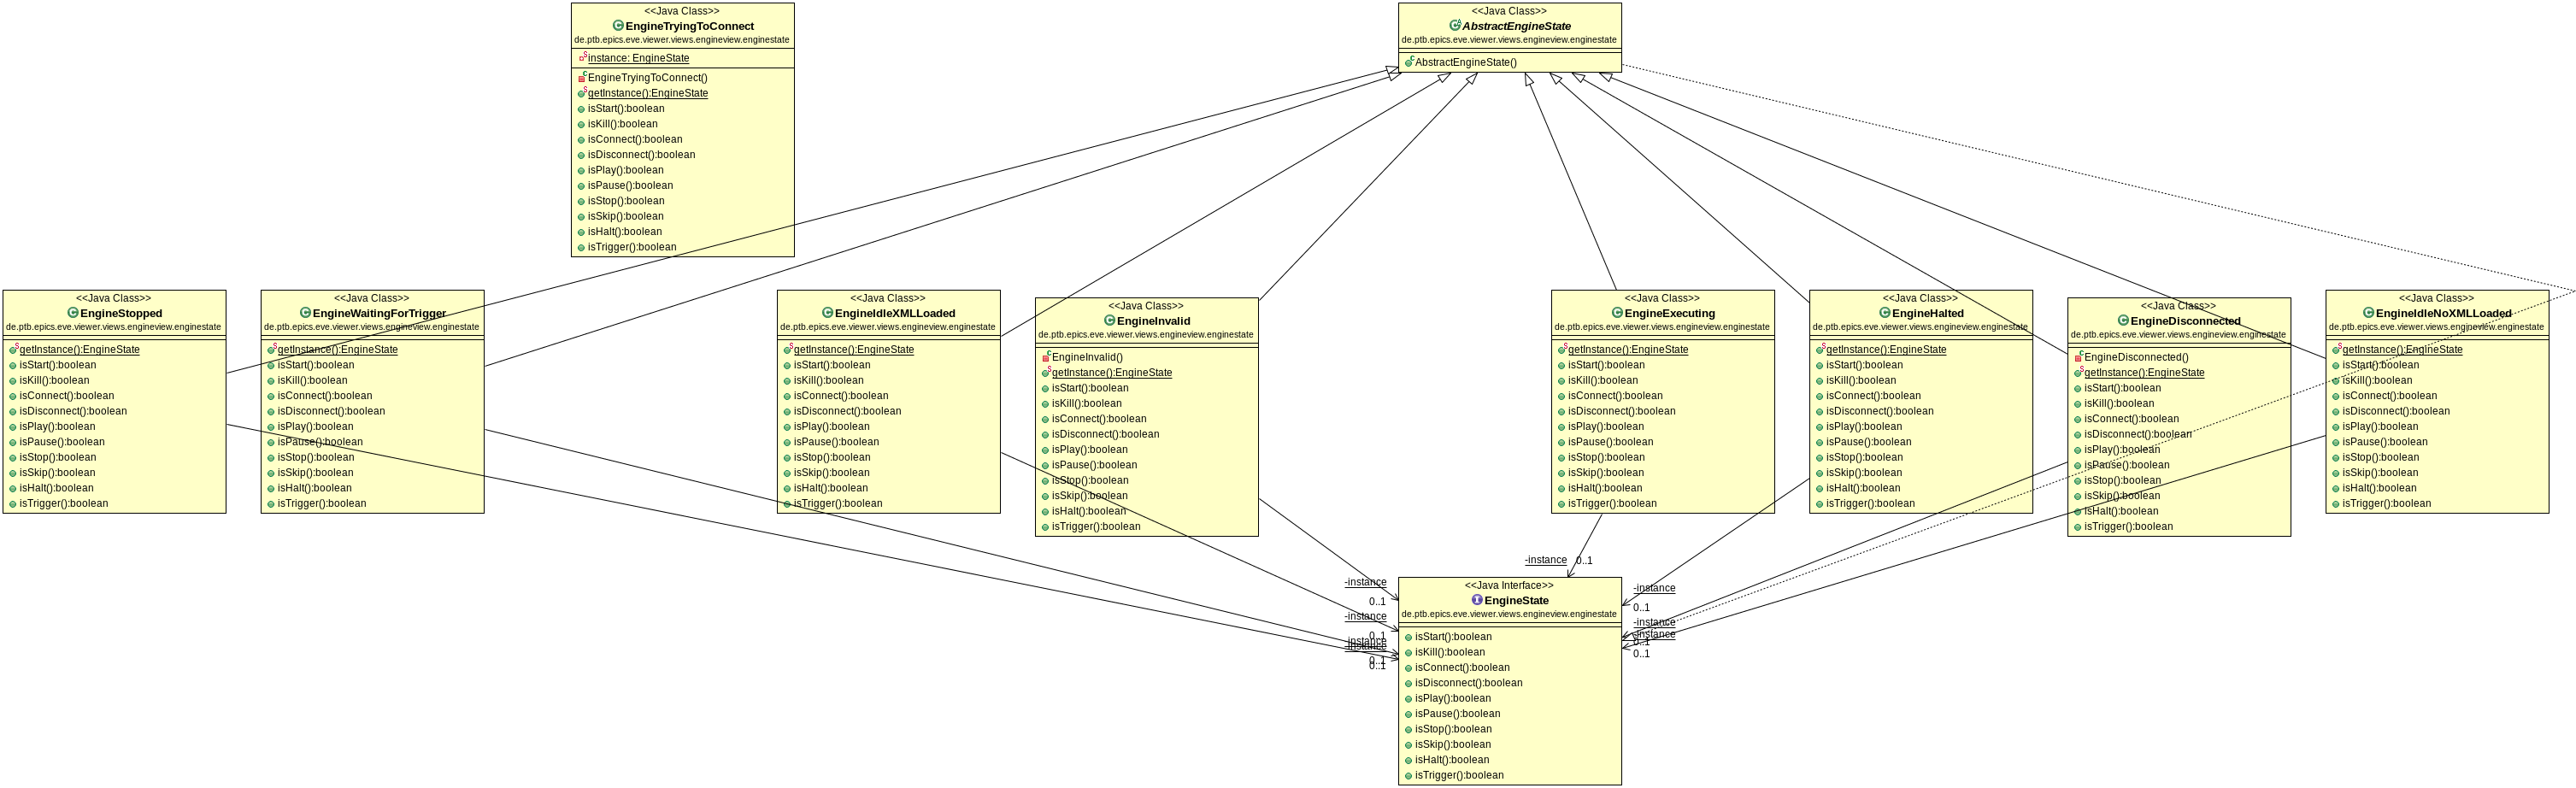 <<Java Class>>
EngineTryingToConnect
de.ptb.epics.eve.viewer.views.engineview.enginestate
instance: EngineState
EngineTryingToConnect()
getInstance():EngineState
isStart():boolean
isKill():boolean
isConnect():boolean
isDisconnect():boolean
isPlay():boolean
isPause():boolean
isStop():boolean
isSkip():boolean
isHalt():boolean
isTrigger():boolean
<<Java Class>>
AbstractEngineState
de.ptb.epics.eve.viewer.views.engineview.enginestate
AbstractEngineState()
<<Java Class>>
EngineStopped
de.ptb.epics.eve.viewer.views.engineview.enginestate
getInstance():EngineState
isStart():boolean
isKill():boolean
isConnect():boolean
isDisconnect():boolean
isPlay():boolean
isPause():boolean
isStop():boolean
isSkip():boolean
isHalt():boolean
isTrigger():boolean
<<Java Class>>
EngineWaitingForTrigger
de.ptb.epics.eve.viewer.views.engineview.enginestate
getInstance():EngineState
isStart():boolean
isKill():boolean
isConnect():boolean
isDisconnect():boolean
isPlay():boolean
isPause():boolean
isStop():boolean
isSkip():boolean
isHalt():boolean
isTrigger():boolean
<<Java Class>>
EngineIdleXMLLoaded
de.ptb.epics.eve.viewer.views.engineview.enginestate
getInstance():EngineState
isStart():boolean
isKill():boolean
isConnect():boolean
isDisconnect():boolean
isPlay():boolean
isPause():boolean
isStop():boolean
isSkip():boolean
isHalt():boolean
isTrigger():boolean
<<Java Class>>
EngineInvalid
de.ptb.epics.eve.viewer.views.engineview.enginestate
EngineInvalid()
getInstance():EngineState
isStart():boolean
isKill():boolean
isConnect():boolean
isDisconnect():boolean
isPlay():boolean
isPause():boolean
isStop():boolean
isSkip():boolean
isHalt():boolean
isTrigger():boolean
<<Java Class>>
EngineExecuting
de.ptb.epics.eve.viewer.views.engineview.enginestate
getInstance():EngineState
isStart():boolean
isKill():boolean
isConnect():boolean
isDisconnect():boolean
isPlay():boolean
isPause():boolean
isStop():boolean
isSkip():boolean
isHalt():boolean
isTrigger():boolean
<<Java Class>>
EngineHalted
de.ptb.epics.eve.viewer.views.engineview.enginestate
getInstance():EngineState
isStart():boolean
isKill():boolean
isConnect():boolean
isDisconnect():boolean
isPlay():boolean
isPause():boolean
isStop():boolean
isSkip():boolean
isHalt():boolean
isTrigger():boolean
<<Java Class>>
EngineDisconnected
de.ptb.epics.eve.viewer.views.engineview.enginestate
EngineDisconnected()
getInstance():EngineState
isStart():boolean
isKill():boolean
isConnect():boolean
isDisconnect():boolean
isPlay():boolean
isPause():boolean
isStop():boolean
isSkip():boolean
isHalt():boolean
isTrigger():boolean
<<Java Class>>
EngineIdleNoXMLLoaded
de.ptb.epics.eve.viewer.views.engineview.enginestate
getInstance():EngineState
isStart():boolean
isKill():boolean
isConnect():boolean
isDisconnect():boolean
isPlay():boolean
isPause():boolean
isStop():boolean
isSkip():boolean
isHalt():boolean
isTrigger():boolean
-instance 0..1
-instance
0..1
-instance
0..1
-instance
-instance
0..1
0..1
-instance
0..1
-instance
-instance
0..1
0..1
<<Java Interface>>
EngineState
de.ptb.epics.eve.viewer.views.engineview.enginestate
isStart():boolean
isKill():boolean
isConnect():boolean
isDisconnect():boolean
isPlay():boolean
isPause():boolean
isStop():boolean
isSkip():boolean
isHalt():boolean
isTrigger():boolean